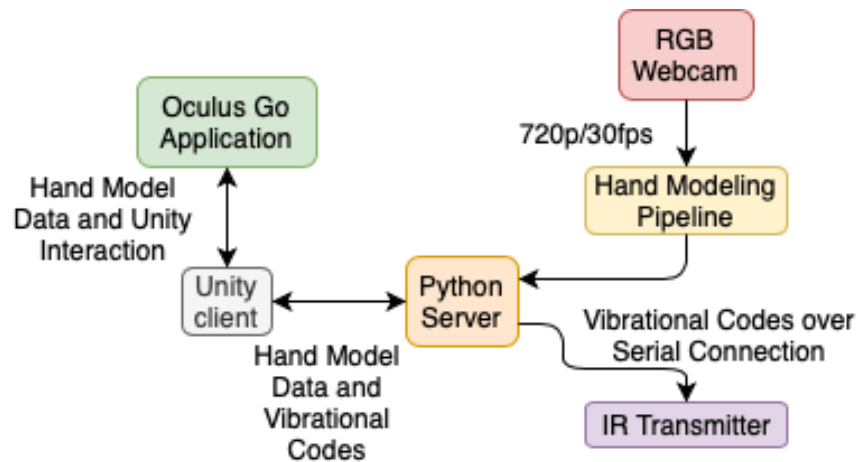 RGB
Webcam
Oculus Go
Application
720p/30fps
Hand Model
Data and Unity
Interaction
Hand Modeling
Pipeline
Unity
client
Python
Server
Vibrational Codes over
Serial Connection
Hand Model
Data and
Vibrational
Codes
IR Transmitter